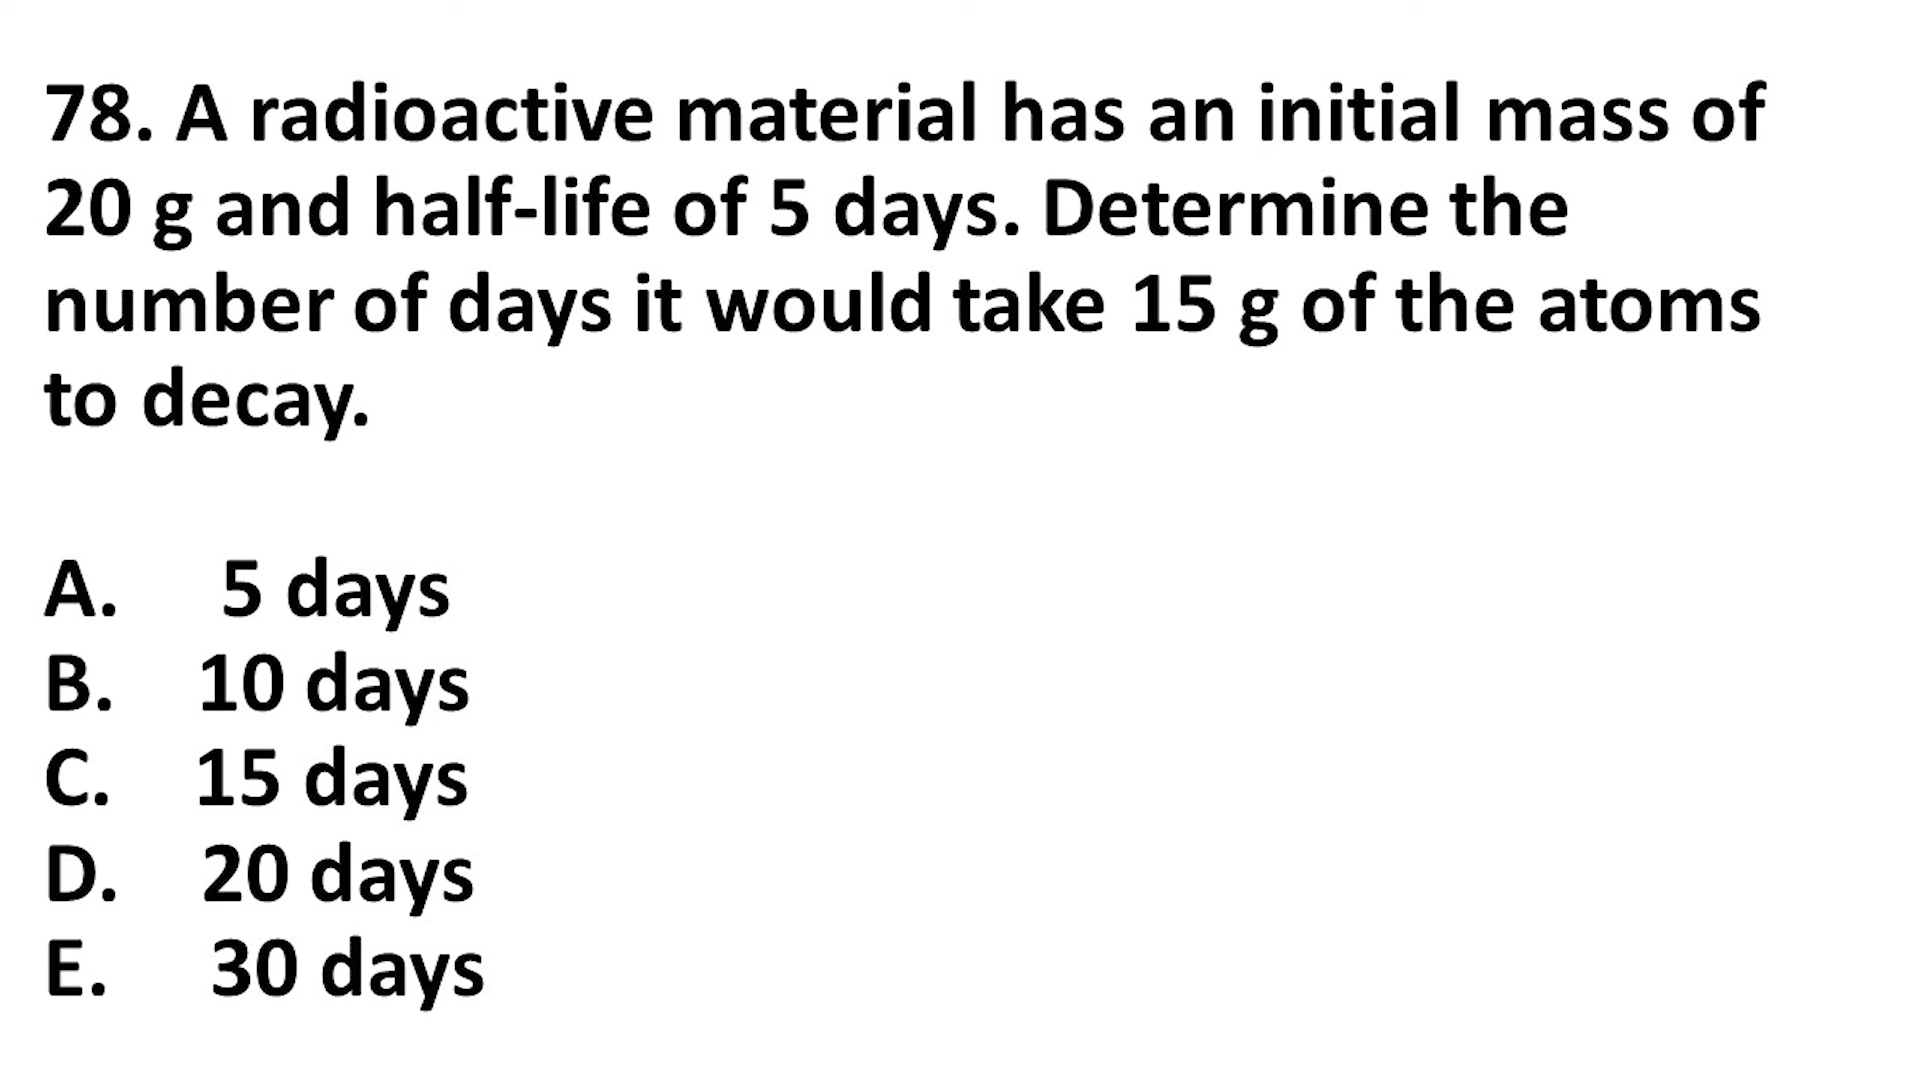 78. A radioactive material has an initial mass of
20 g and half-life of 5 days. Determine the
number of days it would take 15 g of the atoms
to decay.
A. 5 days
B. 10 days
C. 15 days
D. 20 days
E. 30 days